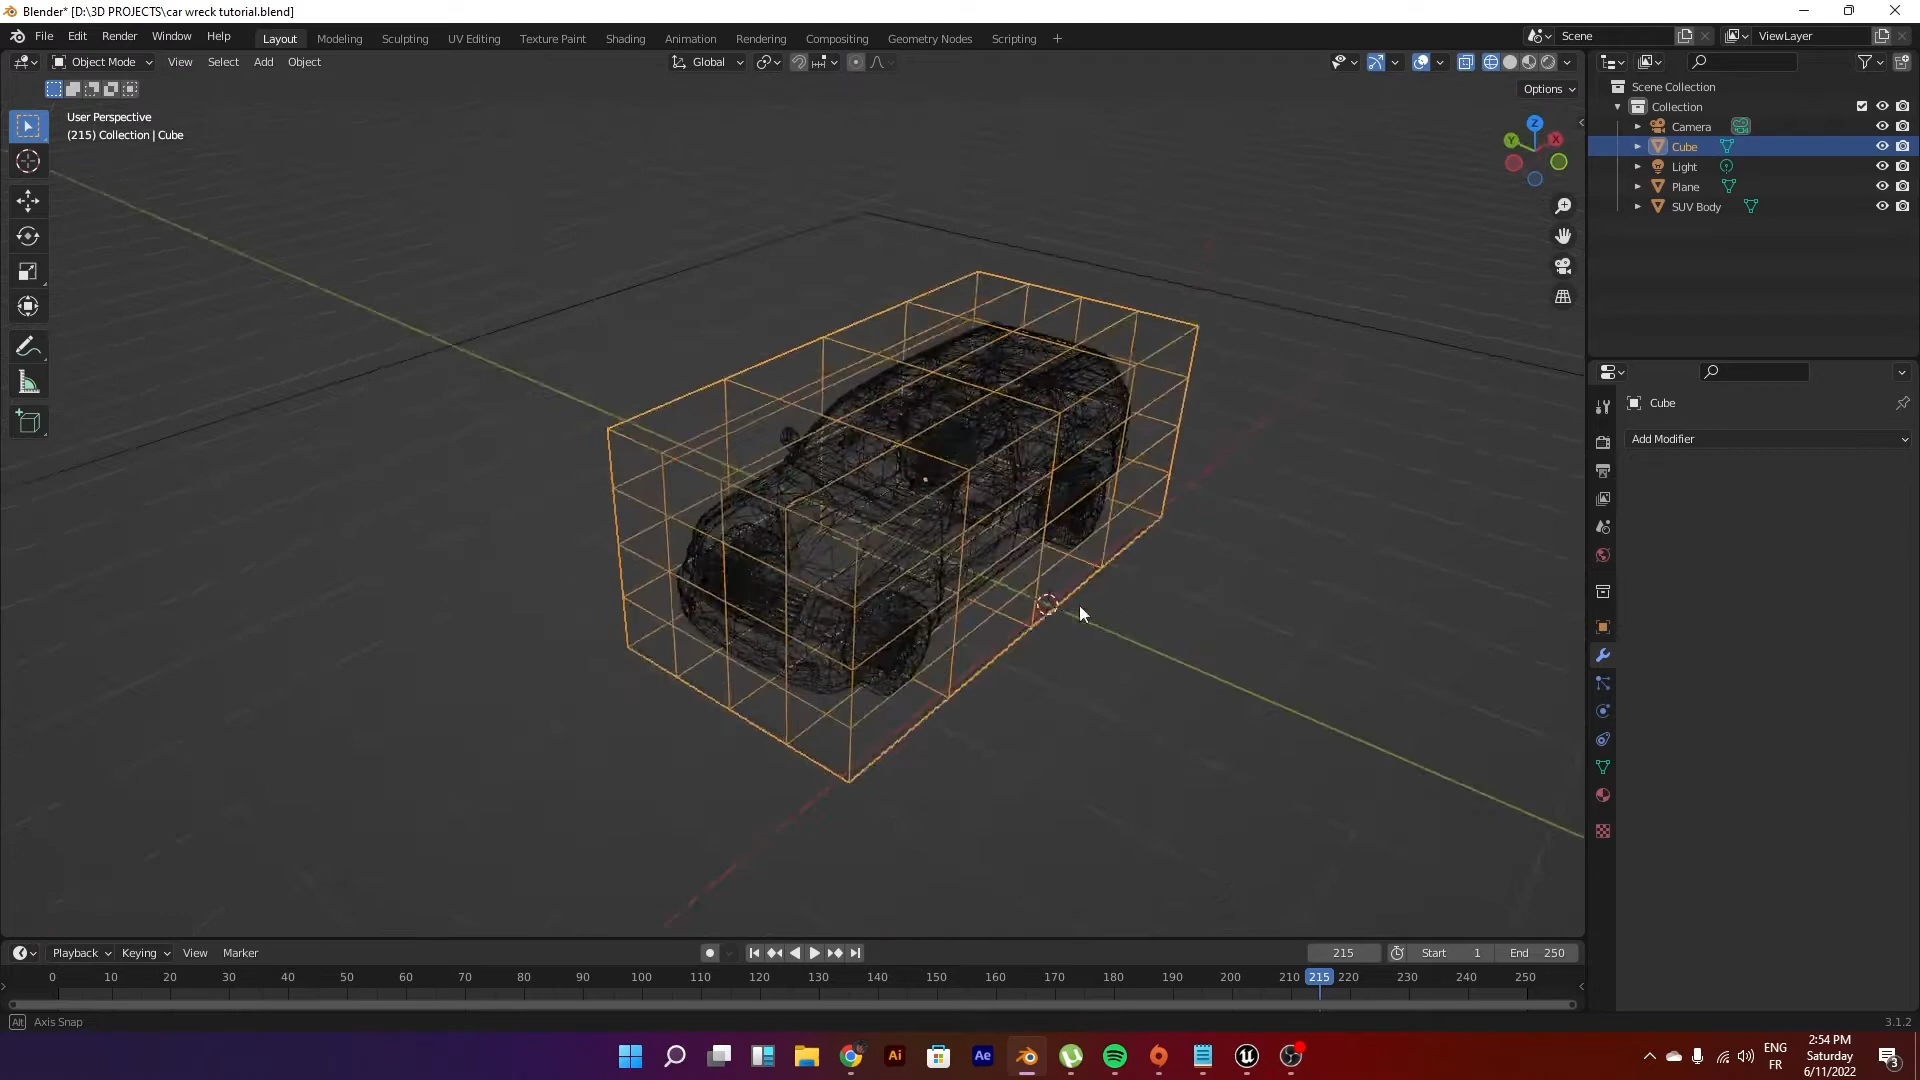 Blender* [D:\3D PROJECTS\car wreck tutorial.blend]
File Edit Render Window Help Layout Modeling Sculpting UV Editing Texture Paint Shading Animation Rendering Compositing Geometry Nodes Scripting + Scene ViewLayer
Object Mode View Select Add Object Global
Options
User Perspective
(215) Collection | Cube
Z
Y
X
Scene Collection
Collection
Camera
Cube
Light
Plane
SUV Body
Cube
Add Modifier
Playback Keying View Marker 215 Start 1 End 250
0 10 20 30 40 50 60 70 80 90 100 110 120 130 140 150 160 170 180 190 200 210 215 220 230 240 250
Alt Axis Snap 3.1.2
Ai Ae
ENG
FR
2:54 PM
Saturday
6/11/2022
3